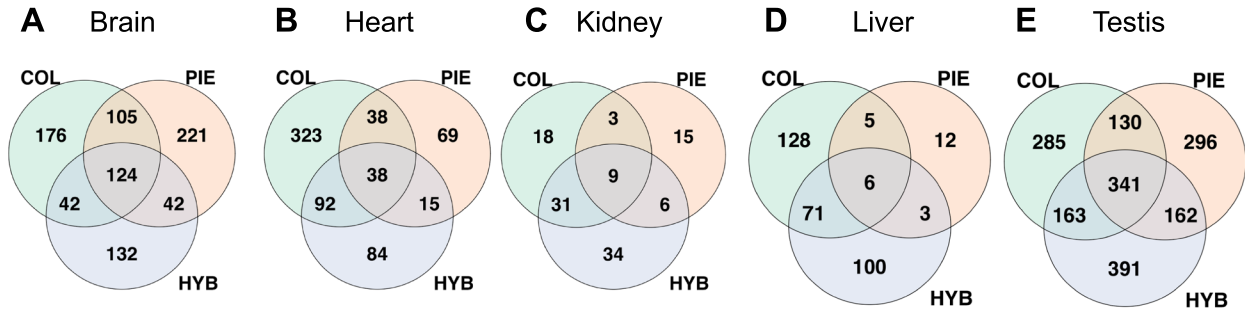 A Brain
COL PIE
105
176 221
124
42 42
132
HYB
B Heart
COL PIE
38
323 69
38
92 15
84
HYB
C Kidney
COL PIE
3
18 15
9
31 6
34
HYB
D Liver
COL PIE
5
128 12
6
71 3
100
HYB
E Testis
COL PIE
130
285 296
341
163 162
391
HYB